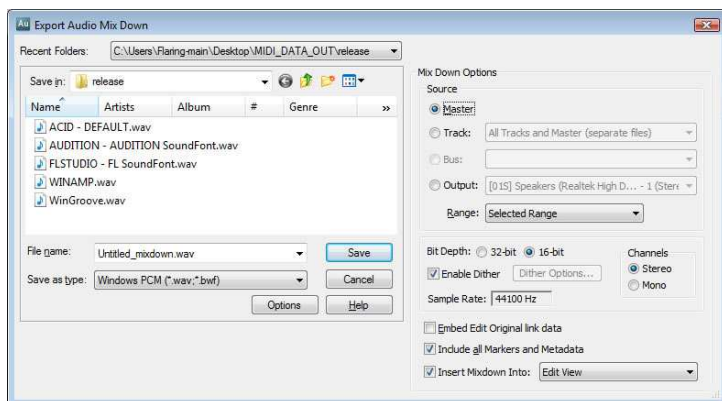 Au Export Audio Mix Down
Recent Folders: C:\Users\Flaring-main\Desktop\MIDI_DATA_OUT\release
Save in: release
Name Artists Album # Genre »
ACID - DEFAULT.wav
AUDITION - AUDITION SoundFont.wav
FLSTUDIO - FL SoundFont.wav
WINAMP.wav
WinGroove.wav
File name: Untitled_mixdown.wav Save
Save as type: Windows PCM (*.wav;*.bwf) Cancel
Options Help
Mix Down Options
Source
Master
Track: All Tracks and Master (separate files)
Bus:
Output: [01S] Speakers (Realtek High D... - 1 (Stere
Range: Selected Range
Bit Depth: 32-bit 16-bit
Channels
Enable Dither Dither Options...
Stereo
Mono
Sample Rate: 44100 Hz
Embed Edit Original link data
Include all Markers and Metadata
Insert Mixdown Into: Edit View